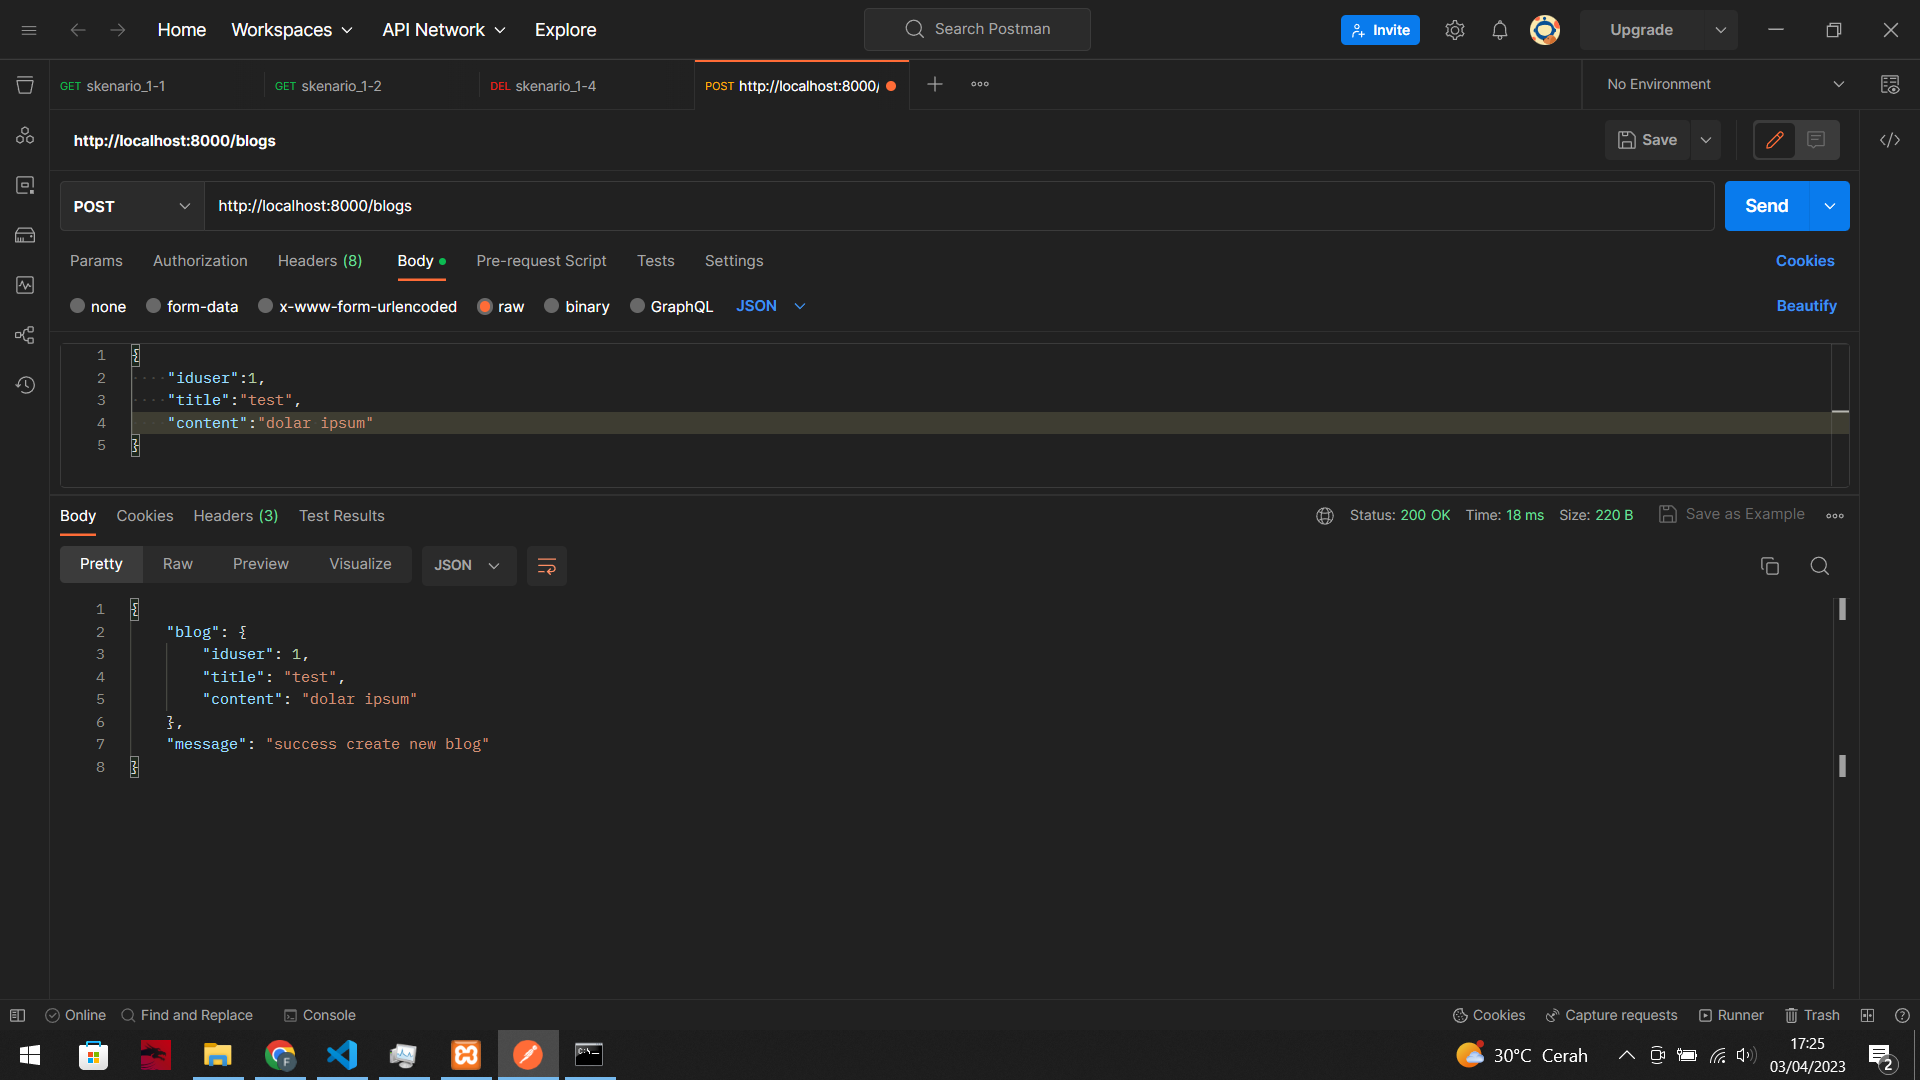 Home Workspaces API Network Explore Search Postman Invite Upgrade
GET skenario_1-1 GET skenario_1-2 DEL skenario_1-4 POST http://localhost:8000/ No Environment
http://localhost:8000/blogs Save
POST http://localhost:8000/blogs Send
Params Authorization Headers (8) Body Pre-request Script Tests Settings Cookies
none form-data x-www-form-urlencoded raw binary GraphQL JSON Beautify
1 {
2 "iduser":1,
3 "title":"test",
4 "content":"dolar ipsum"
5 }
Body Cookies Headers (3) Test Results Status: 200 OK Time: 18 ms Size: 220 B Save as Example
Pretty Raw Preview Visualize JSON
1 {
2 "blog": {
3 "iduser": 1,
4 "title": "test",
5 "content": "dolar ipsum"
6 },
7 "message": "success create new blog"
8 }
Online Find and Replace Console Cookies Capture requests Runner Trash
30°C Cerah 17:25
03/04/2023 2